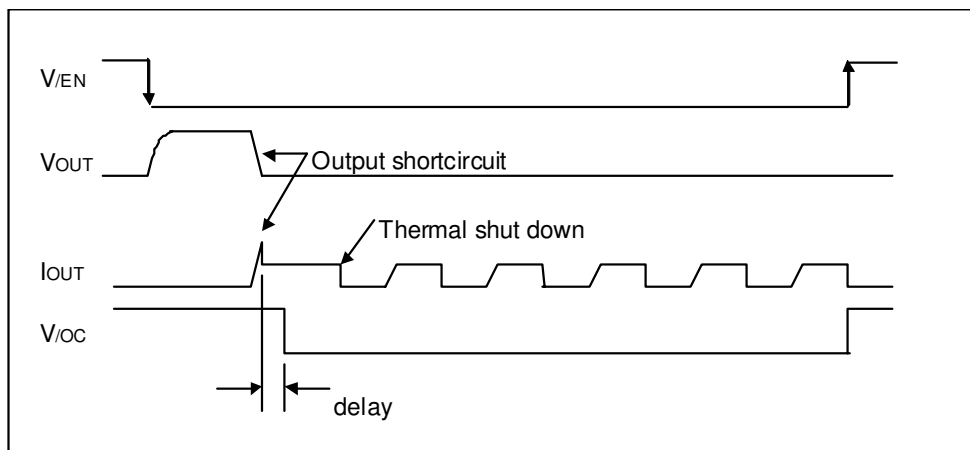 V/EN
VOUT
Output shortcircuit
Thermal shut down
IOUT
V/OC
delay